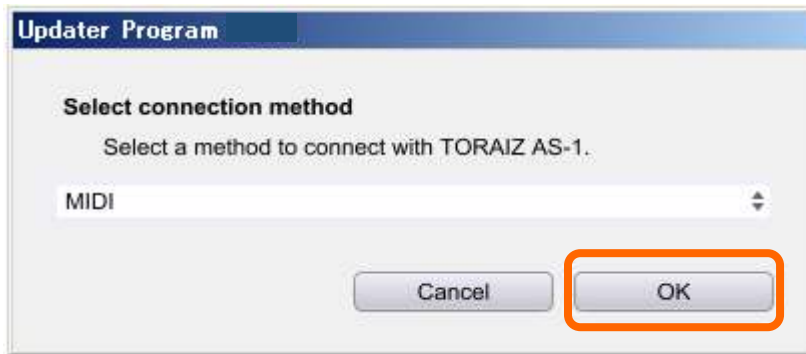 Updater Program
Select connection method
Select a method to connect with TORAIZ AS-1.
MIDI
Cancel OK